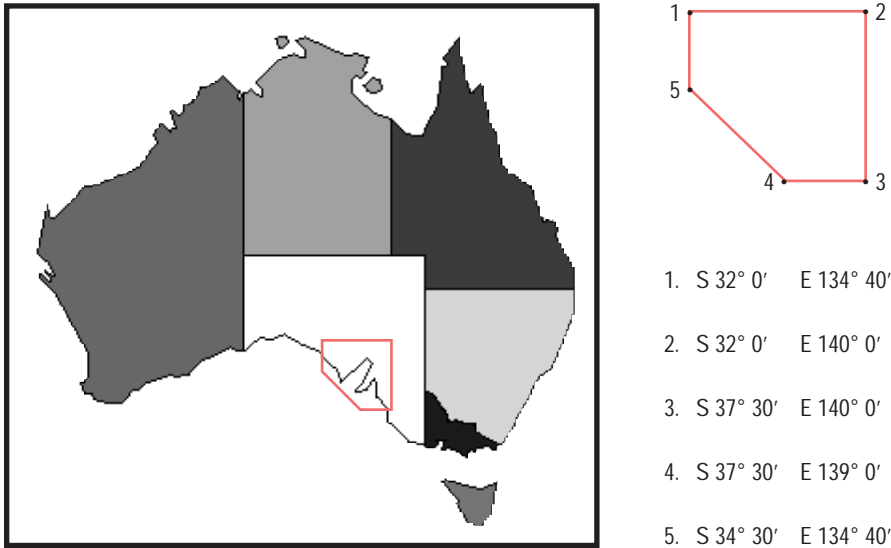 1
2
5
4
3
1. S 32° 0′ E 134° 40′
2. S 32° 0′ E 140° 0′
3. S 37° 30′ E 140° 0′
4. S 37° 30′ E 139° 0′
5. S 34° 30′ E 134° 40′